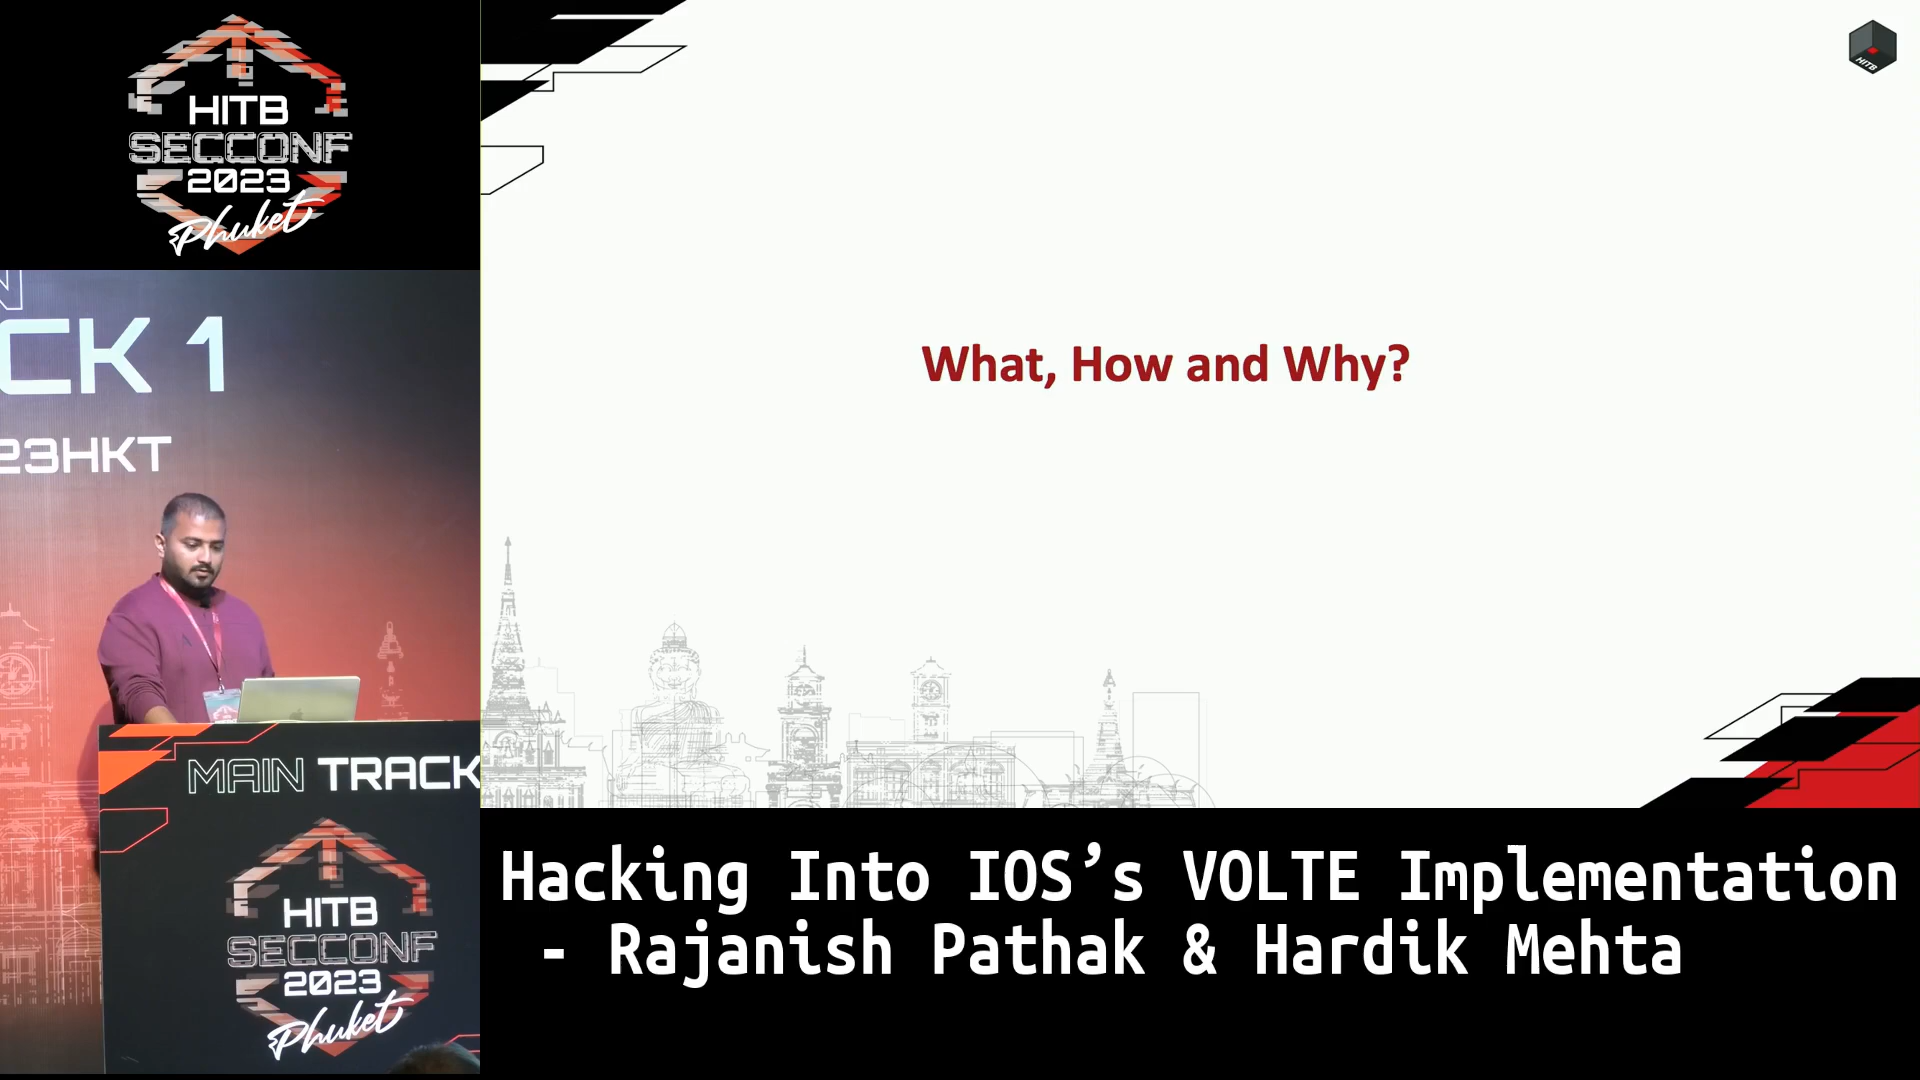 HITB
SECCONF
2023
Phuket
CK 1
23HKT
MAIN TRACK
HITB
SECCONF
2023
Phuket
HITB
What, How and Why?
Hacking Into IOS’s VOLTE Implementation
- Rajanish Pathak & Hardik Mehta